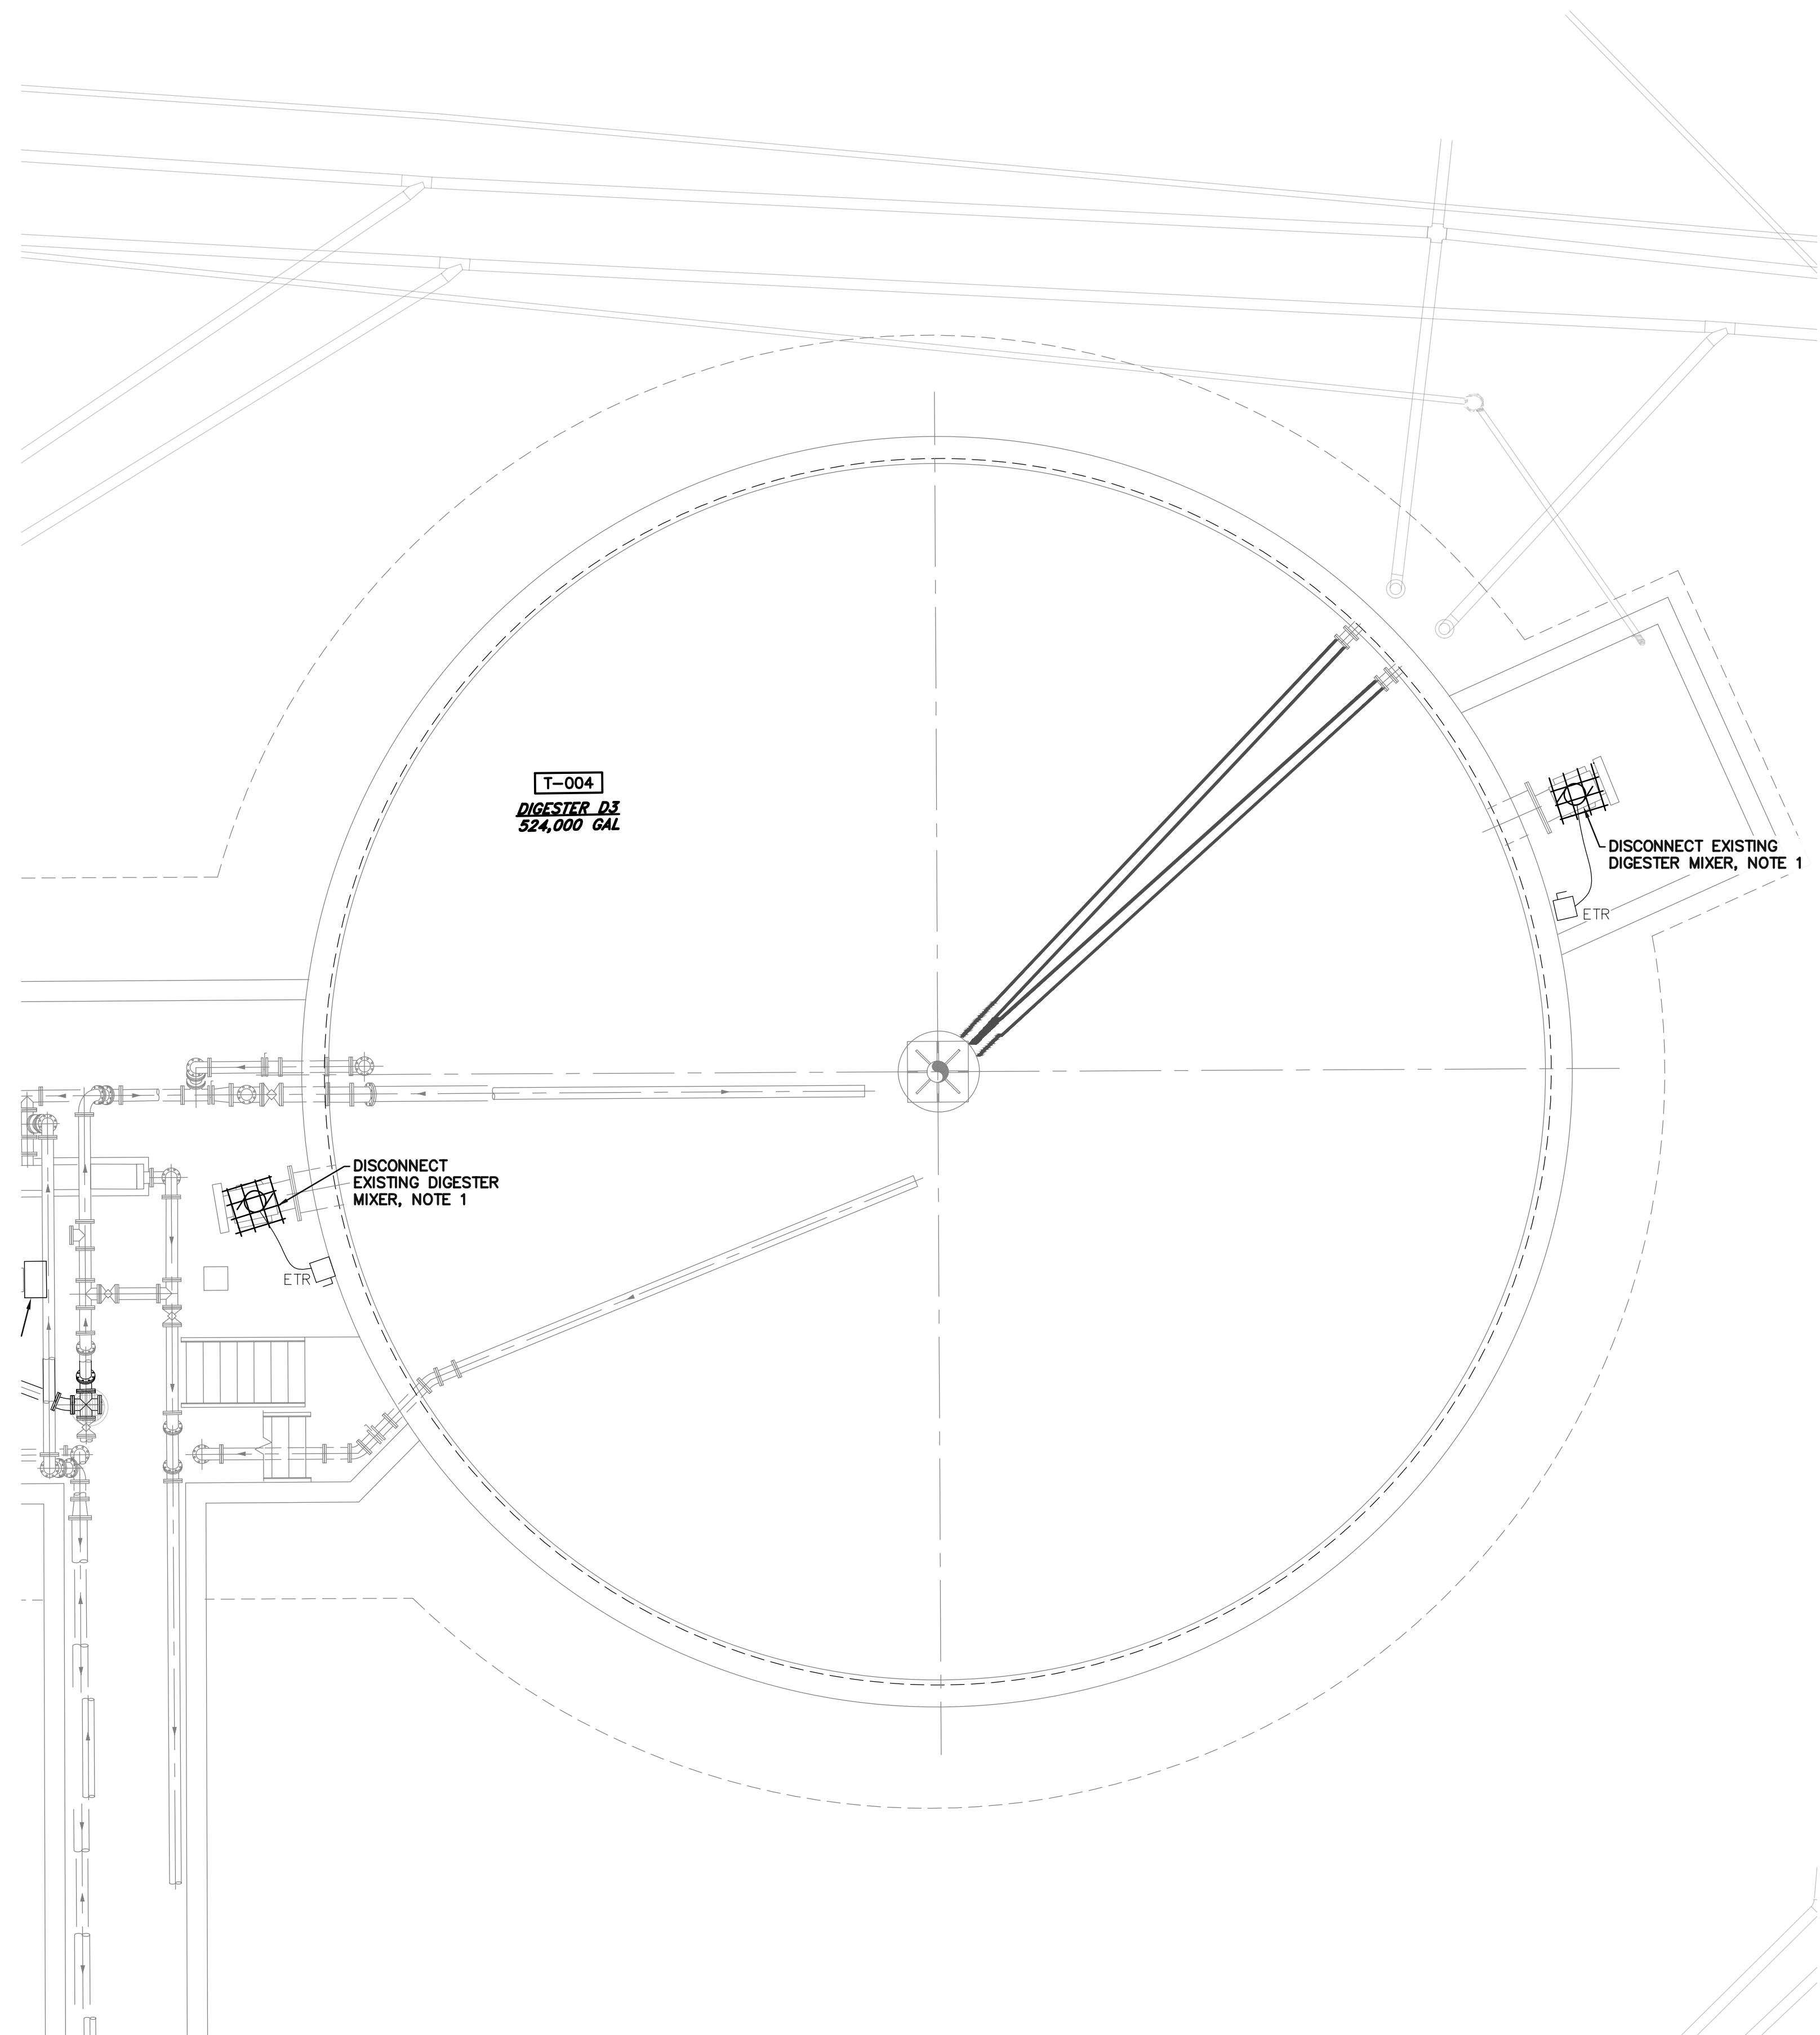 T-004
DIGESTER D3
524,000 GAL
DISCONNECT EXISTING
DIGESTER MIXER, NOTE 1
ETR
DISCONNECT
EXISTING DIGESTER
MIXER, NOTE 1
ETR